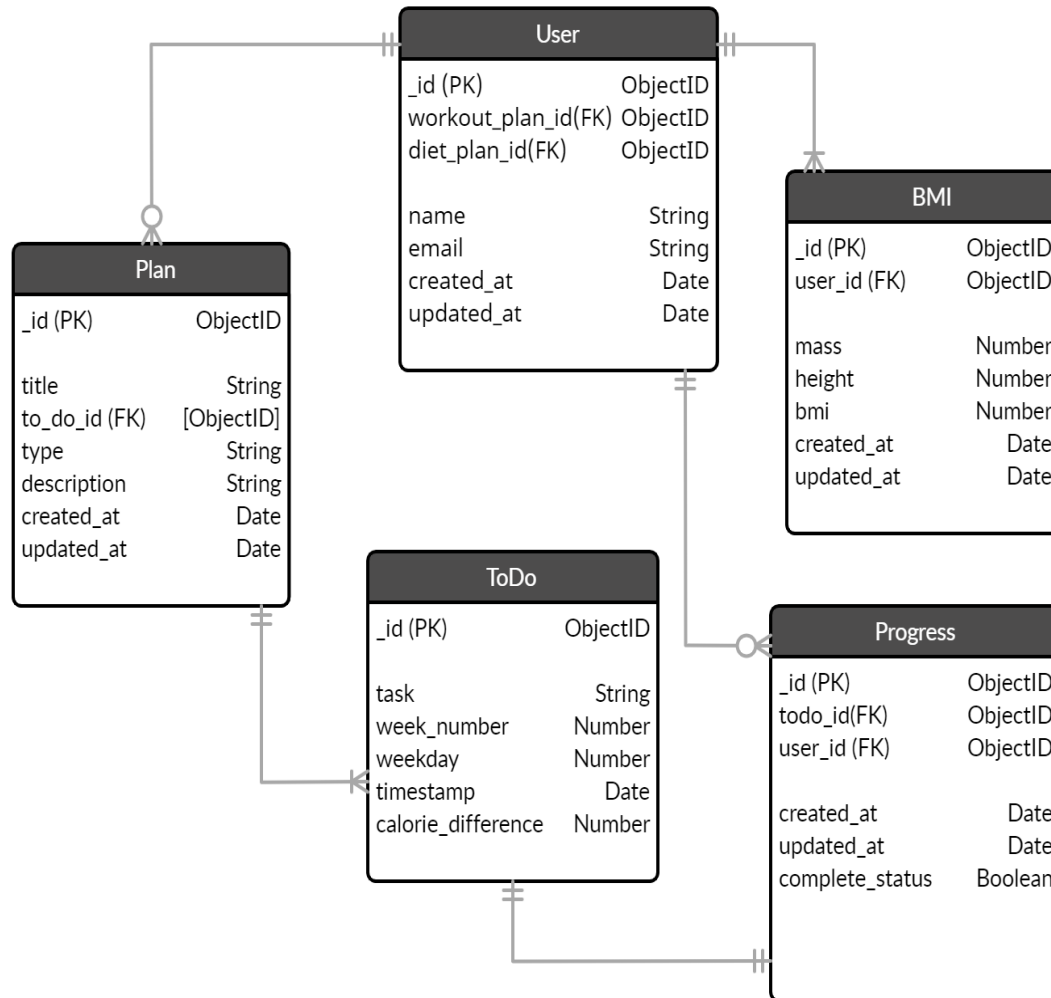 User
_id (PK) ObjectID
workout_plan_id(FK) ObjectID
diet_plan_id(FK) ObjectID
name String
email String
created_at Date
updated_at Date
BMI
_id (PK) ObjectID
user_id (FK) ObjectID
mass Number
height Number
bmi Number
created_at Date
updated_at Date
Plan
_id (PK) ObjectID
title String
to_do_id (FK) [ObjectID]
type String
description String
created_at Date
updated_at Date
ToDo
_id (PK) ObjectID
task String
week_number Number
weekday Number
timestamp Date
calorie_difference Number
Progress
_id (PK) ObjectID
todo_id(FK) ObjectID
user_id (FK) ObjectID
created_at Date
updated_at Date
complete_status Boolean